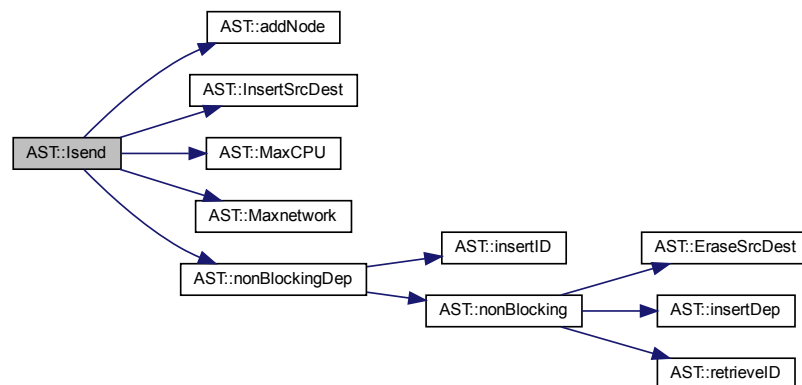 AST::addNode
AST::InsertSrcDest
AST::Isend
AST::MaxCPU
AST::Maxnetwork
AST::insertID
AST::EraseSrcDest
AST::nonBlockingDep
AST::nonBlocking
AST::insertDep
AST::retrieveID